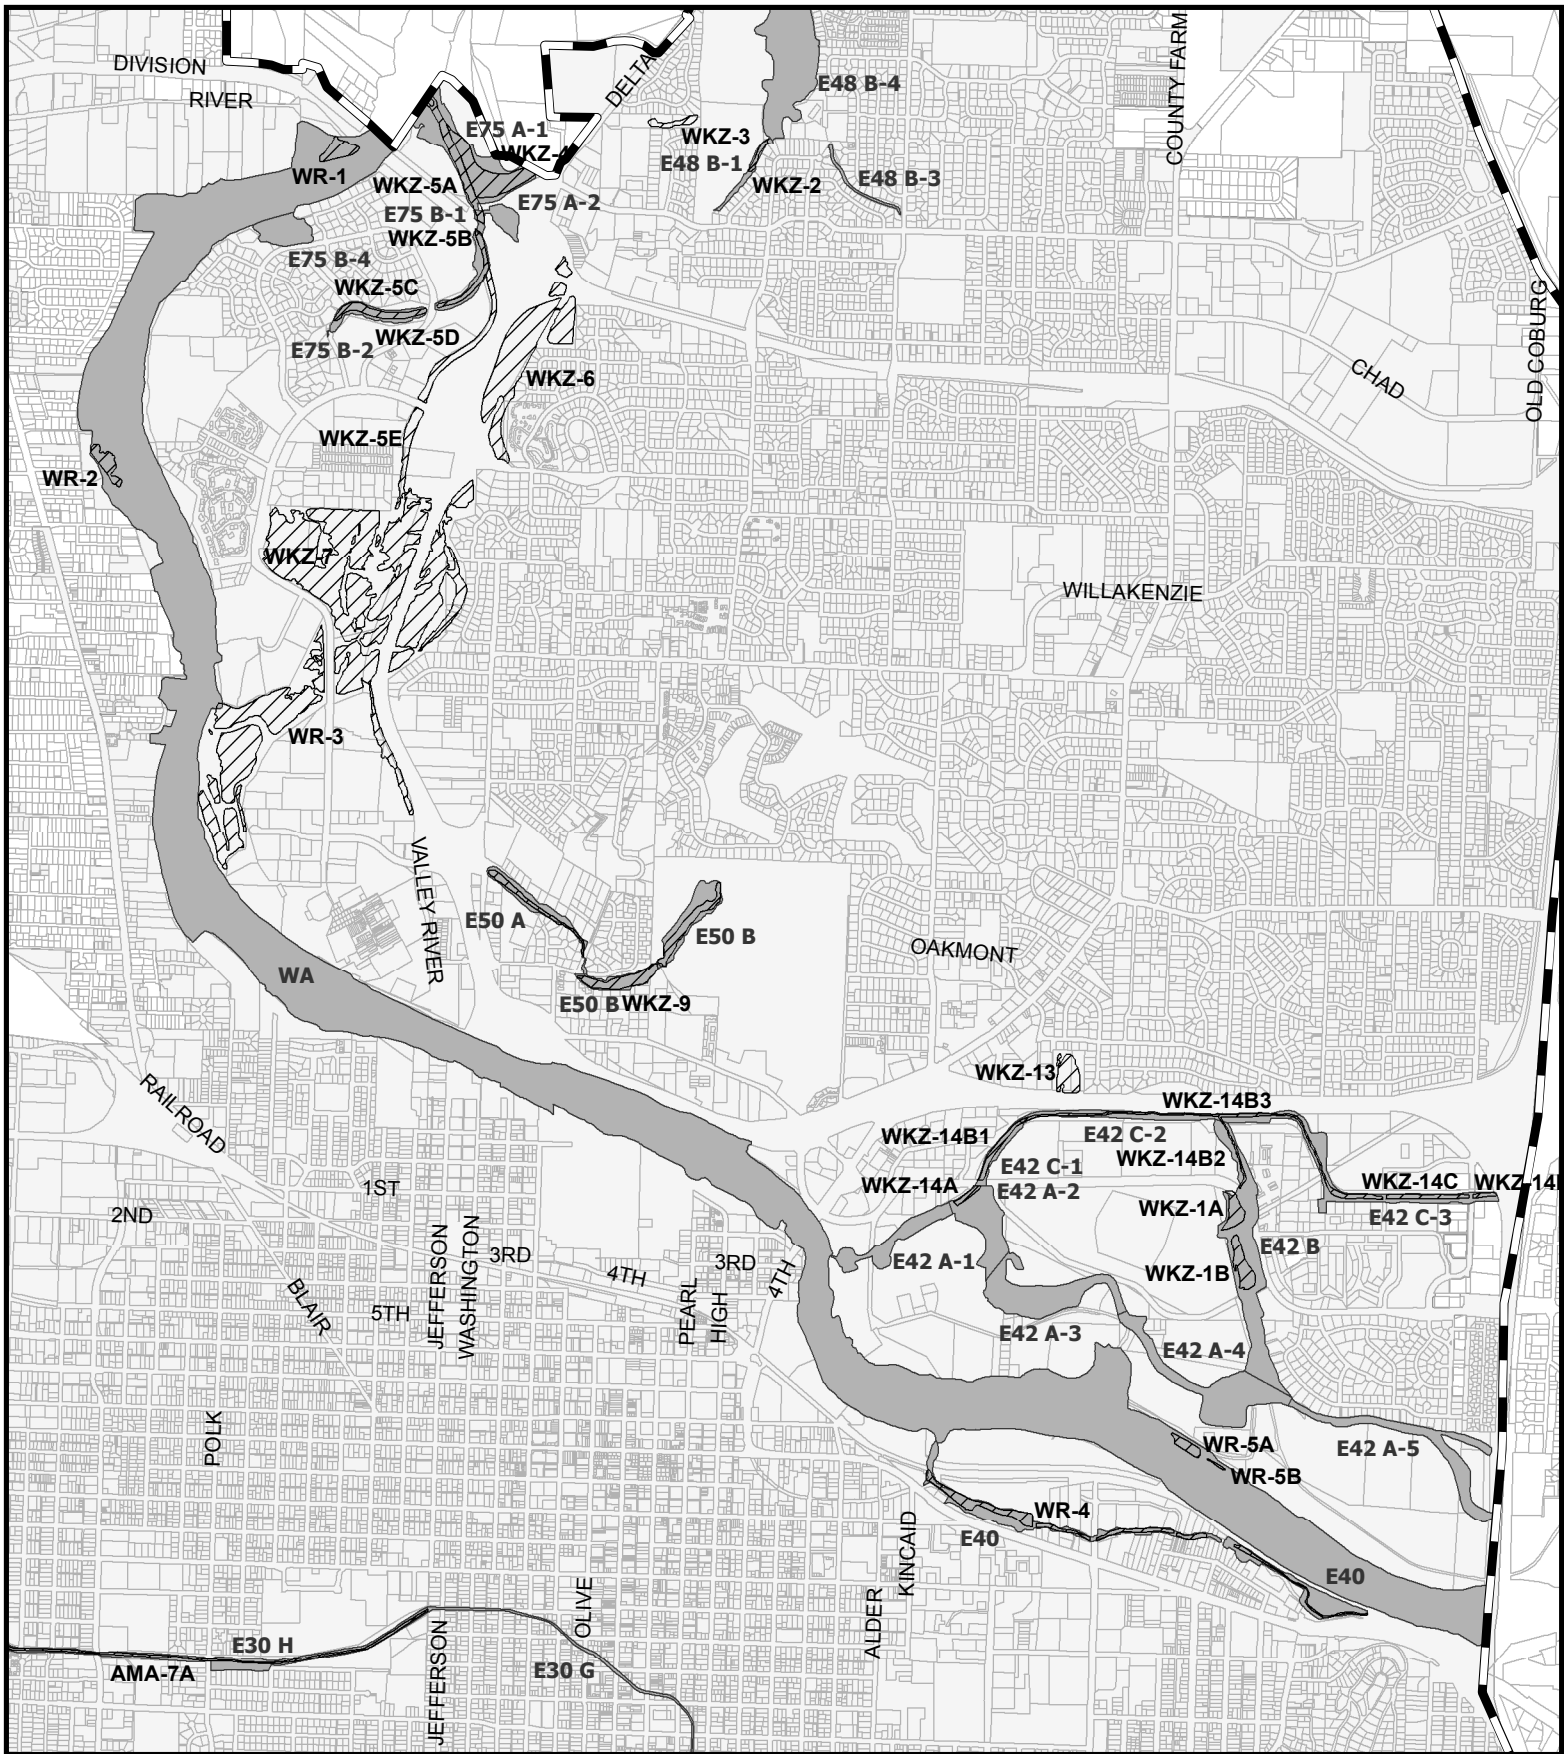 DIVISION
RIVER
DELTA
COUNTY FARM
E48 B-4
E75 A-1
WKZ-4
WKZ-3
E48 B-1
WR-1
WKZ-5A
WKZ-2
E48 B-3
E75 A-2
E75 B-1
WKZ-5B
E75 B-4
WKZ-5C
WKZ-5D
E75 B-2
OLD COBURG
CHAD
WKZ-6
WKZ-5E
WR-2
WKZ-7
WILLAKENZIE
WR-3
VALLEY RIVER
E50 A
E50 B
OAKMONT
WA
E50 B
WKZ-9
WKZ-13
RAILROAD
WKZ-14B3
WKZ-14B1
E42 C-2
WKZ-14B2
E42 C-1
WKZ-14A
E42 A-2
WKZ-14C
1ST
2ND
WKZ-1A
E42 C-3
JEFFERSON
WASHINGTON
3RD
4TH
3RD
4TH
E42 A-1
E42 B
WKZ-1B
BLAIR
5TH
PEARL
HIGH
E42 A-3
E42 A-4
POLK
WR-5A
E42 A-5
WR-5B
WR-4
E40
KINCAID
E40
OLIVE
ALDER
E30 H
JEFFERSON
AMA-7A
E30 G